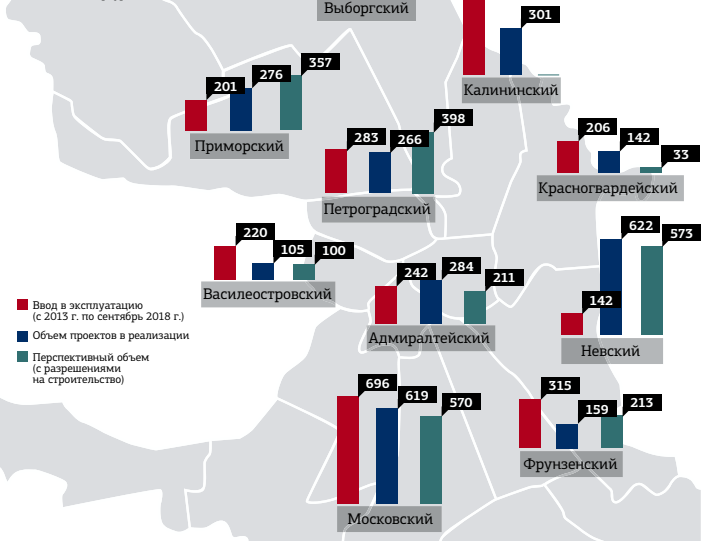 Выборгский
301
Калининский
201
276
357
Приморский
283
266
398
Петроградский
206
142
33
Красногвардейский
220
105
100
Василеостровский
242
284
211
Адмиралтейский
142
622
573
Невский
Ввод в эксплуатацию
(с 2013 г. по сентябрь 2018 г.)
Объем проектов в реализации
Перспективный объем
(с разрешениями
на строительство)
696
619
570
Московский
315
159
213
Фрунзенский